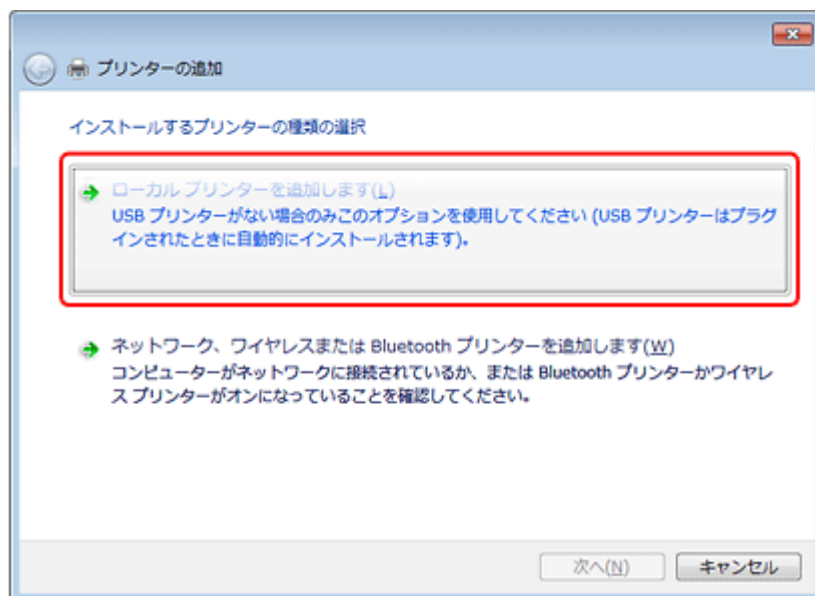 プリンターの追加
インストールするプリンターの種類の選択
ローカル プリンターを追加します(L)
USB プリンターがない場合のみこのオプションを使用してください (USB プリンターはプラグ
インされたときに自動的にインストールされます)。
ネットワーク、ワイヤレスまたは Bluetooth プリンターを追加します(W)
コンピューターがネットワークに接続されているか、または Bluetooth プリンターかワイヤレ
ス プリンターがオンになっていることを確認してください。
次へ(N)
キャンセル